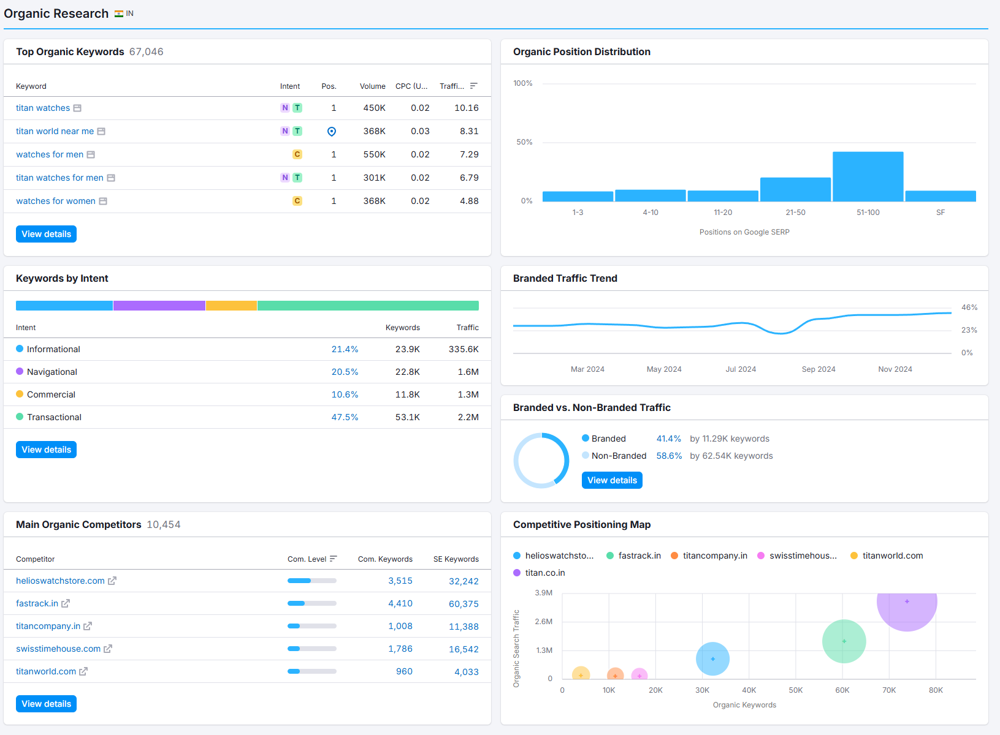 Organic Research IN
Top Organic Keywords 67,046
Keyword Intent Pos. Volume CPC (U... Traffi...
titan watches N T 1 450K 0.02 10.16
titan world near me N T 368K 0.03 8.31
watches for men C 1 550K 0.02 7.29
titan watches for men N T 1 301K 0.02 6.79
watches for women C 1 368K 0.02 4.88
View details
Organic Position Distribution
100%
50%
0%
1-3 4-10 11-20 21-50 51-100 SF
Positions on Google SERP
Keywords by Intent
Intent Keywords Traffic
Informational 21.4% 23.9K 335.6K
Navigational 20.5% 22.8K 1.6M
Commercial 10.6% 11.8K 1.3M
Transactional 47.5% 53.1K 2.2M
View details
Branded Traffic Trend
46%
23%
0%
Mar 2024 May 2024 Jul 2024 Sep 2024 Nov 2024
Branded vs. Non-Branded Traffic
Branded 41.4% by 11.29K keywords
Non-Branded 58.6% by 62.54K keywords
View details
Main Organic Competitors 10,454
Competitor Com. Level Com. Keywords SE Keywords
helioswatchstore.com 3,515 32,242
fastrack.in 4,410 60,375
titancompany.in 1,008 11,388
swisstimehouse.com 1,786 16,542
titanworld.com 960 4,033
View details
Competitive Positioning Map
helioswatchsto... fastrack.in titancompany.in swisstimehous... titanworld.com
titan.co.in
Organic Search Traffic
3.9M
2.6M
1.3M
0
0 10K 20K 30K 40K 50K 60K 70K 80K
Organic Keywords